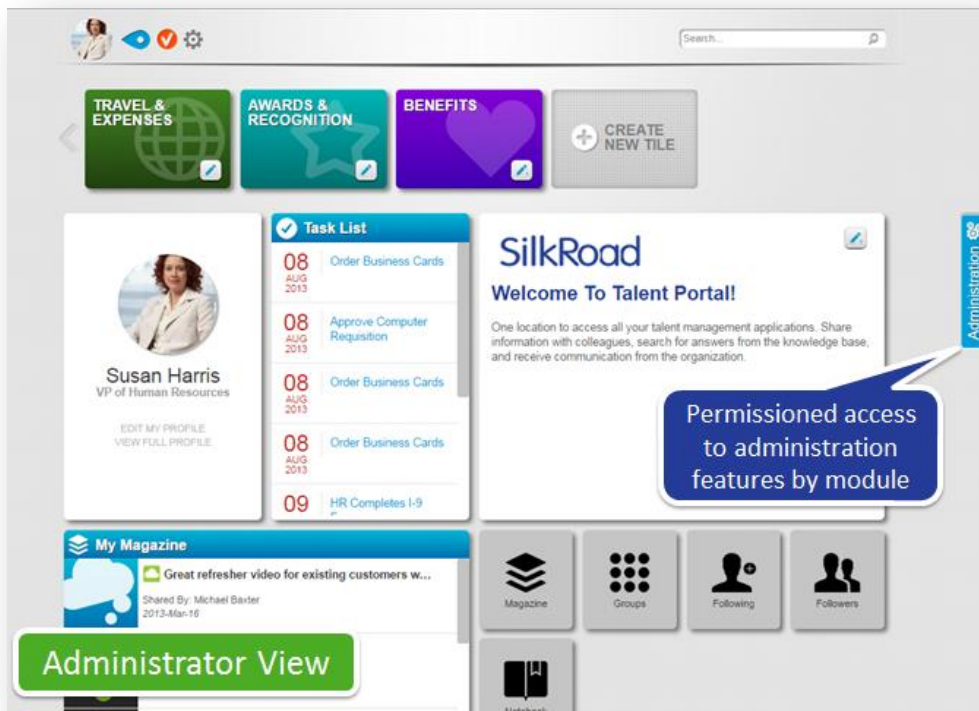 Search...
TRAVEL &
EXPENSES
AWARDS &
RECOGNITION
BENEFITS
CREATE
NEW TILE
Susan Harris
VP of Human Resources
EDIT MY PROFILE
VIEW FULL PROFILE
Task List
08
AUG
2013
Order Business Cards
08
AUG
2013
Approve Computer
Requisition
08
AUG
2013
Order Business Cards
08
AUG
2013
Order Business Cards
09
HR Completes I-9
SilkRoad
Welcome To Talent Portal!
One location to access all your talent management applications. Share
information with colleagues, search for answers from the knowledge base,
and receive communication from the organization.
Administration
Permissioned access
to administration
features by module
My Magazine
Great refresher video for existing customers w...
Shared By: Michael Baxter
2013-Mar-16
Administrator View
Magazine
Groups
Following
Followers
Notebook